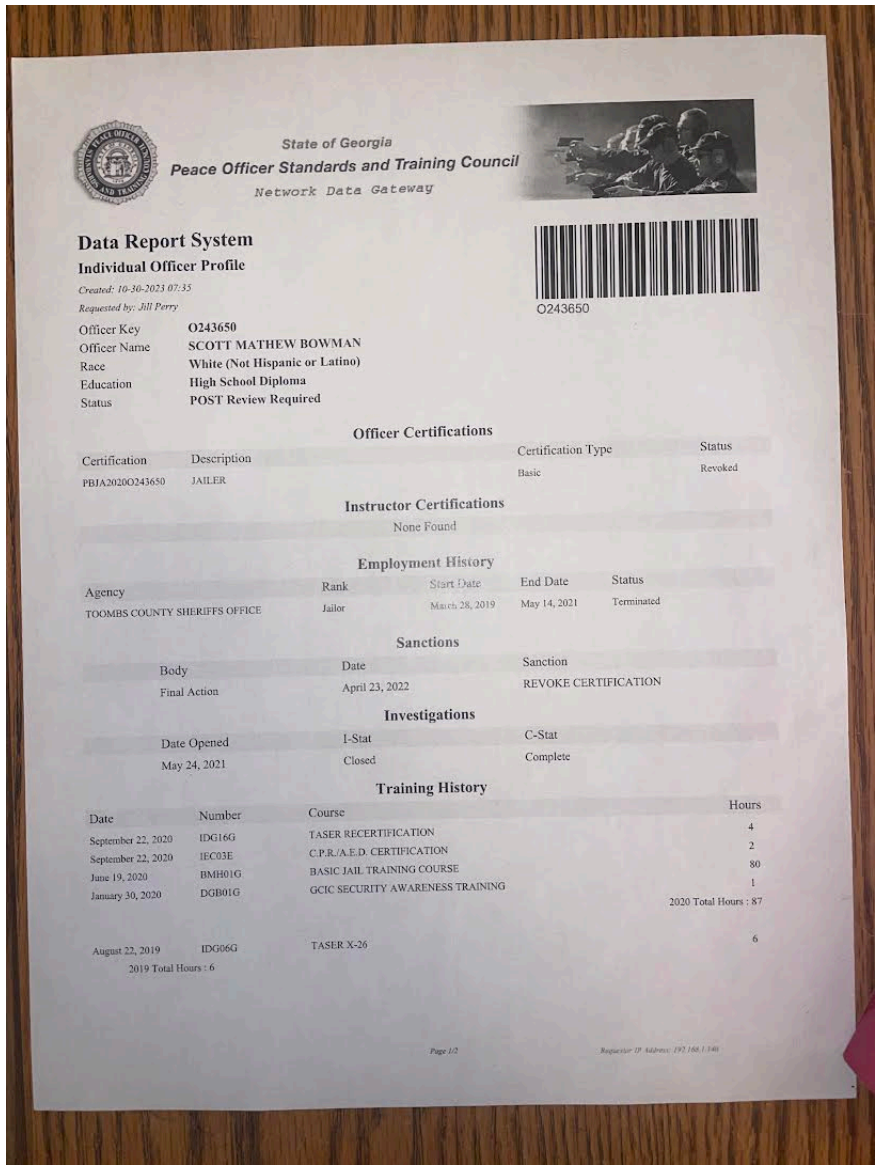 State of Georgia
Peace Officer Standards and Training Council
Network Data Gateway
Data Report System
Individual Officer Profile
Created: 10-30-2023 07:35
Requested by: Jill Perry
O243650
Officer Key O243650
Officer Name SCOTT MATHEW BOWMAN
Race White (Not Hispanic or Latino)
Education High School Diploma
Status POST Review Required
Officer Certifications
Certification Description Certification Type Status
PBJA2020O243650 JAILER Basic Revoked
Instructor Certifications
None Found
Employment History
Agency Rank Start Date End Date Status
TOOMBS COUNTY SHERIFFS OFFICE Jailor March 28, 2019 May 14, 2021 Terminated
Sanctions
Body Date Sanction
Final Action April 23, 2022 REVOKE CERTIFICATION
Investigations
Date Opened I-Stat C-Stat
May 24, 2021 Closed Complete
Training History
Date Number Course Hours
September 22, 2020 IDG16G TASER RECERTIFICATION 4
September 22, 2020 IEC03E C.P.R./A.E.D. CERTIFICATION 2
June 19, 2020 BMH01G BASIC JAIL TRAINING COURSE 80
January 30, 2020 DGB01G GCIC SECURITY AWARENESS TRAINING 1
2020 Total Hours : 87
August 22, 2019 IDG06G TASER X-26 6
2019 Total Hours : 6
Page 1/2 Requester IP Address: 192.168.1.140